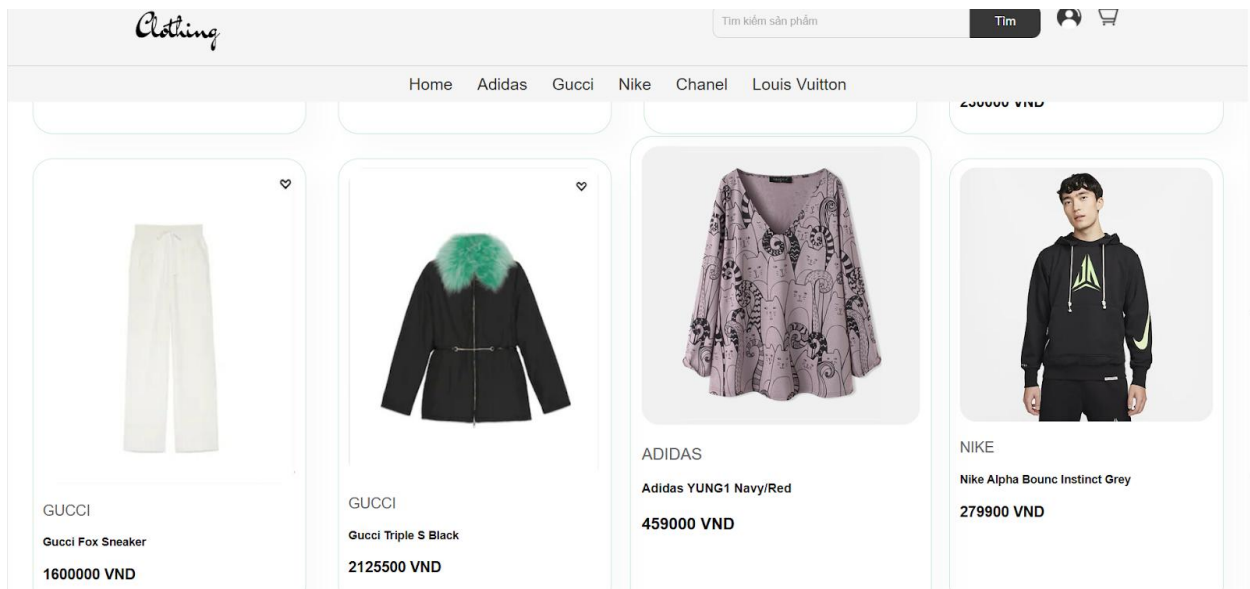 Clothing
Tìm kiếm sản phẩm
Tìm
Home Adidas Gucci Nike Chanel Louis Vuitton
230000 VND
GUCCI
Gucci Fox Sneaker
1600000 VND
GUCCI
Gucci Triple S Black
2125500 VND
ADIDAS
Adidas YUNG1 Navy/Red
459000 VND
NIKE
Nike Alpha Bounc Instinct Grey
279900 VND